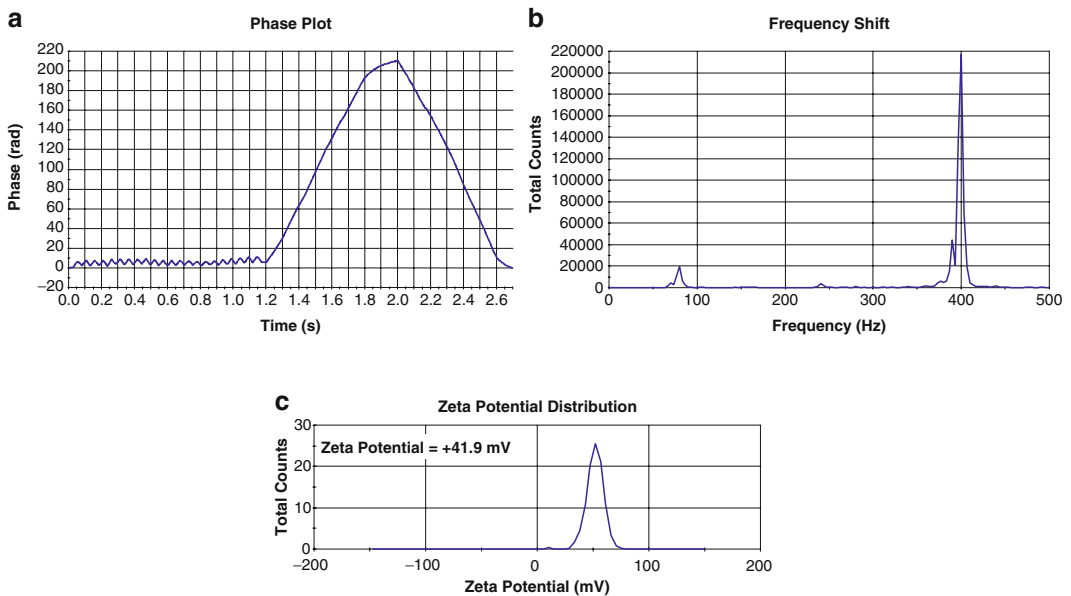 a
Phase Plot
220
200
180
160
140
120
100
80
60
40
20
0
−20
Phase (rad)
0.0 0.2 0.4 0.6 0.8 1.0 1.2 1.4 1.6 1.8 2.0 2.2 2.4 2.6
Time (s)
b
Frequency Shift
220000
200000
180000
160000
140000
120000
100000
80000
60000
40000
20000
0
Total Counts
0 100 200 300 400 500
Frequency (Hz)
c
Zeta Potential Distribution
Zeta Potential = +41.9 mV
30
20
10
0
Total Counts
−200 −100 0 100 200
Zeta Potential (mV)